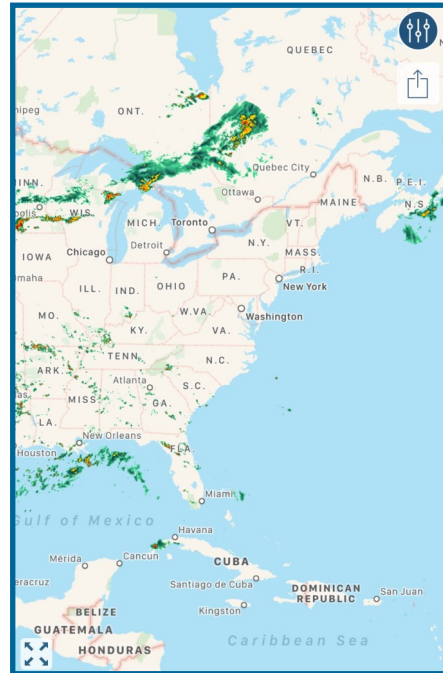 N
QUEBEC
nipeg
ONT.
Quebec City
N.B.
P.E.I.
MINN.
Ottawa
MAINE
N.S.
polis
WIS.
MICH.
Toronto
VT.
Detroit
N.Y.
MASS.
IOWA
Chicago
R.I.
maha
ILL.
IND.
OHIO
PA.
New York
W.VA.
Washington
MO.
KY.
VA.
TENN
N.C.
ARK.
Atlanta
S.C.
las
MISS
GA.
LA.
New Orleans
Houston
FLA.
Miami
Gulf of Mexico
Havana
Mérida
Cancun
CUBA
eracruz
Santiago de Cuba
DOMINICAN
REPUBLIC
San Juan
BELIZE
Kingston
GUATEMALA
HONDURAS
Caribbean Sea